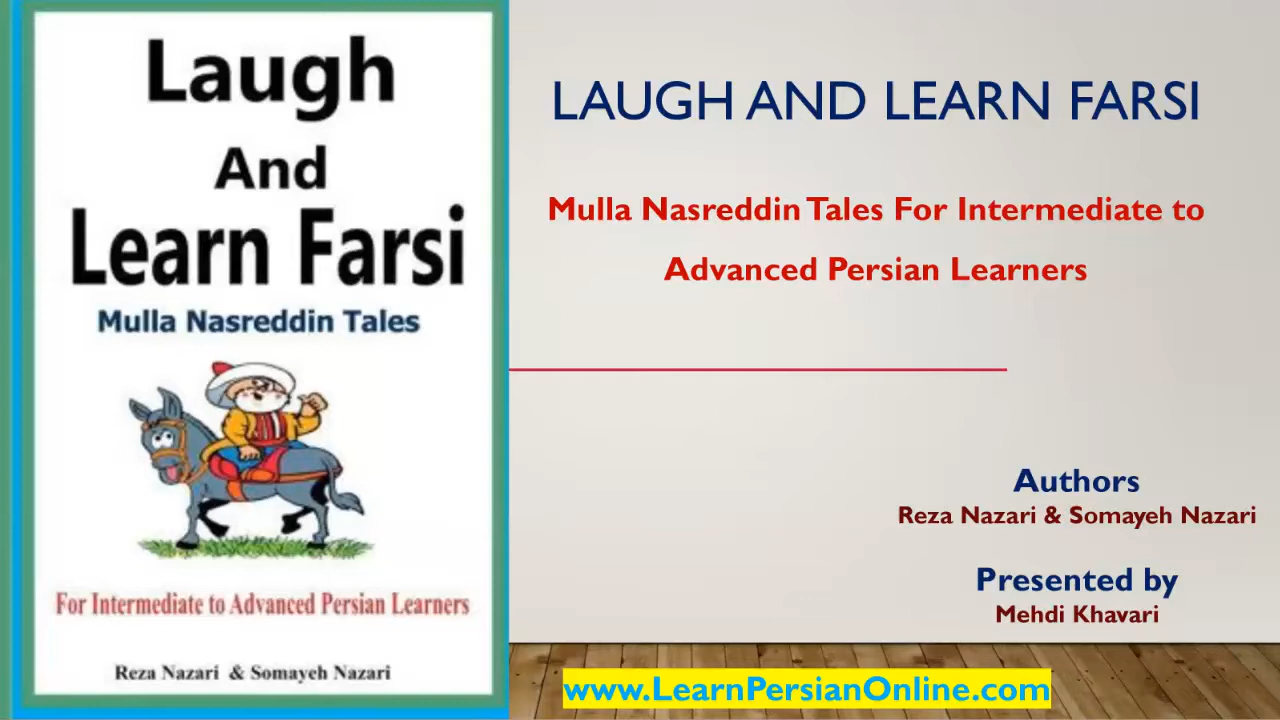 Laugh
And
Learn Farsi
Mulla Nasreddin Tales
For Intermediate to Advanced Persian Learners
Reza Nazari & Somayeh Nazari
LAUGH AND LEARN FARSI
Mulla Nasreddin Tales For Intermediate to
Advanced Persian Learners
Authors
Reza Nazari & Somayeh Nazari
Presented by
Mehdi Khavari
www.LearnPersianOnline.com